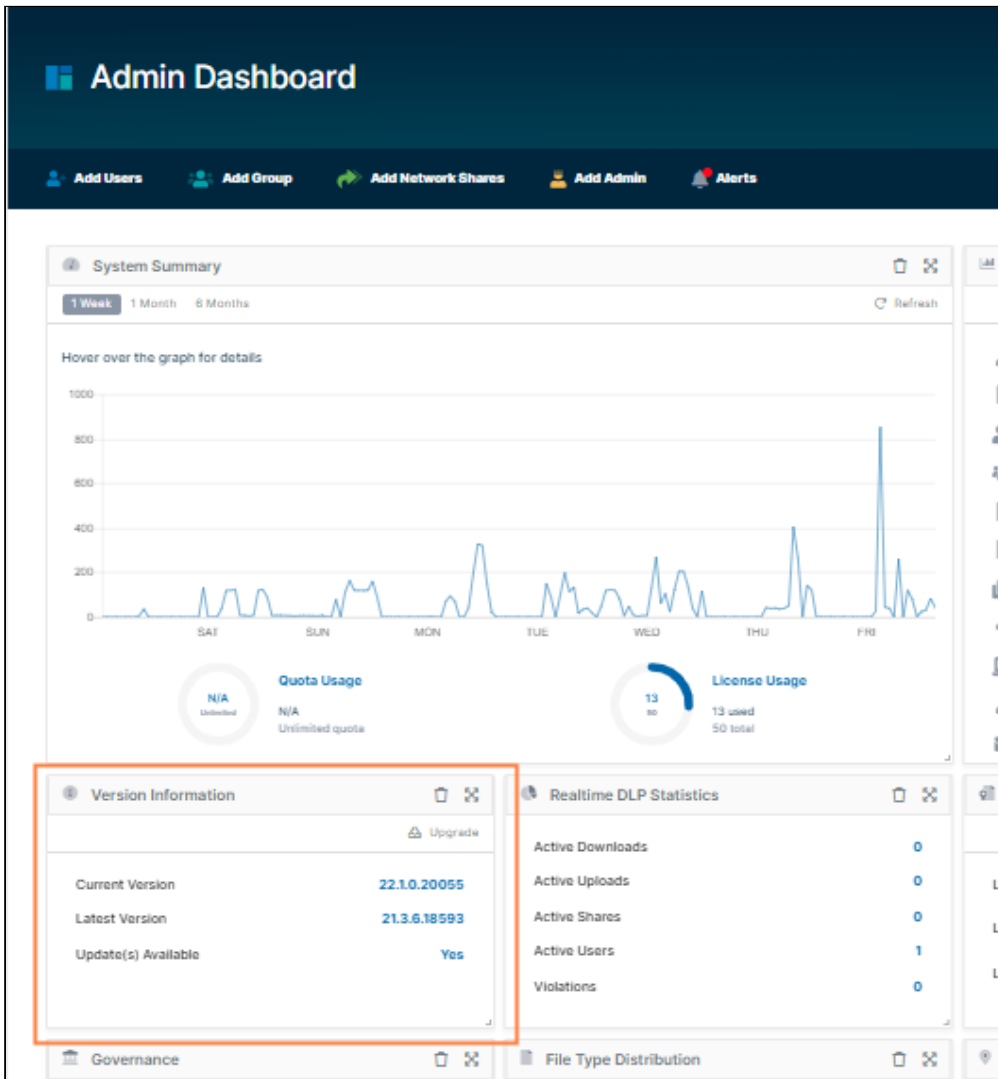 Admin Dashboard
Add Users Add Group Add Network Shares Add Admin Alerts
System Summary
1 Week 1 Month 6 Months Refresh
Hover over the graph for details
1000
800
600
400
200
0
SAT SUN MON TUE WED THU FRI
N/A
Unlimited
Quota Usage
N/A
Unlimited quota
13
50
License Usage
13 used
50 total
Version Information
Upgrade
Current Version 22.1.0.20055
Latest Version 21.3.6.18593
Update(s) Available Yes
Realtime DLP Statistics
Active Downloads 0
Active Uploads 0
Active Shares 0
Active Users 1
Violations 0
Governance
File Type Distribution